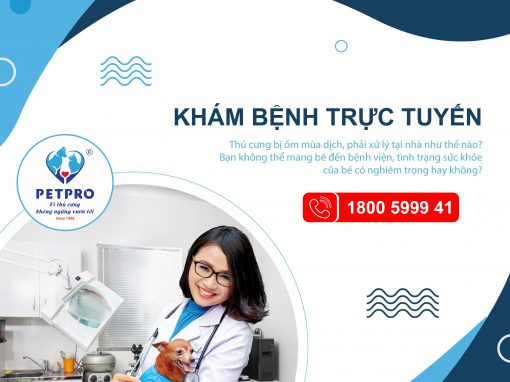 KHÁM BỆNH TRỰC TUYẾN
Thú cưng bị ốm mùa dịch, phải xử lý tại nhà như thế nào?
Bạn không thể mang bé đến bệnh viện, tình trạng sức khỏe
của bé có nghiêm trọng hay không?
1800 5999 41
®
PETPRO
Vì thú cưng
không ngừng vươn tới
Since 1998